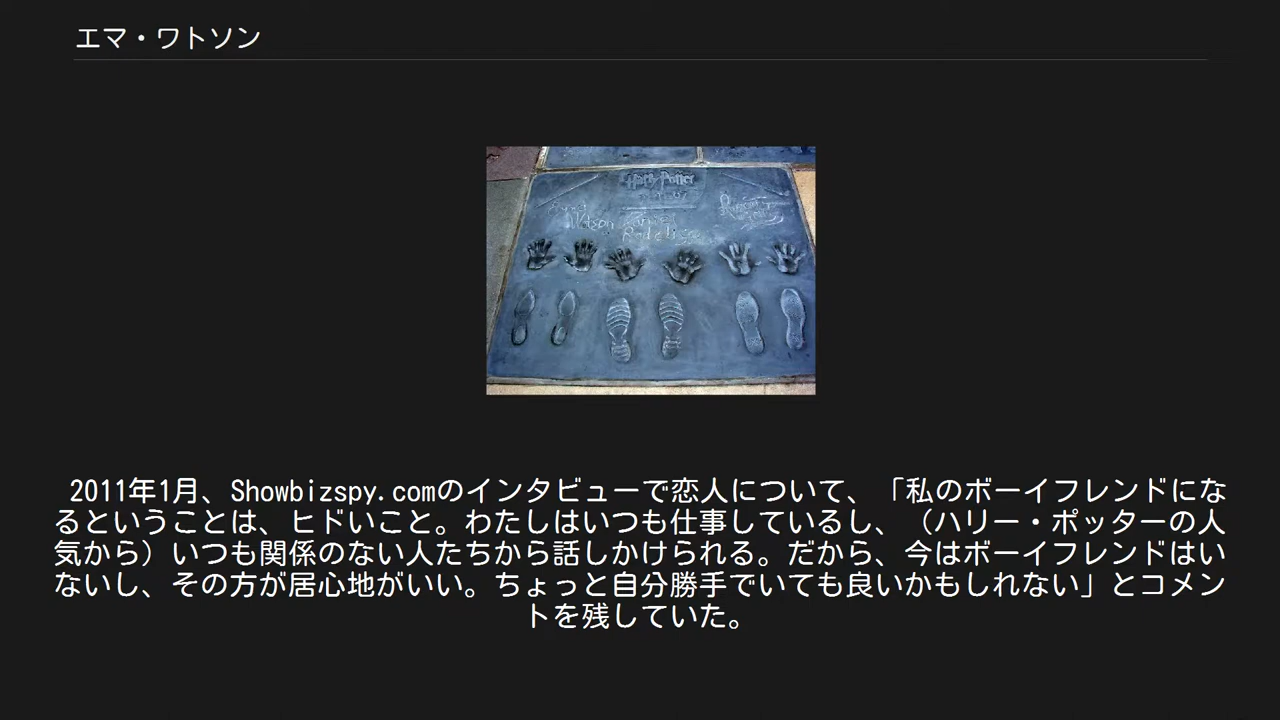 エマ・ワトソン
Harry Potter
Watson
Daniel
2011年1月、Showbizspy.comのインタビューで恋人について、「私のボーイフレンドにな
るということは、ヒドいこと。わたしはいつも仕事しているし、（ハリー・ポッターの人
気から）いつも関係のない人たちから話しかけられる。だから、今はボーイフレンドはい
ないし、その方が居心地がいい。ちょっと自分勝手でいても良いかもしれない」とコメン
トを残していた。